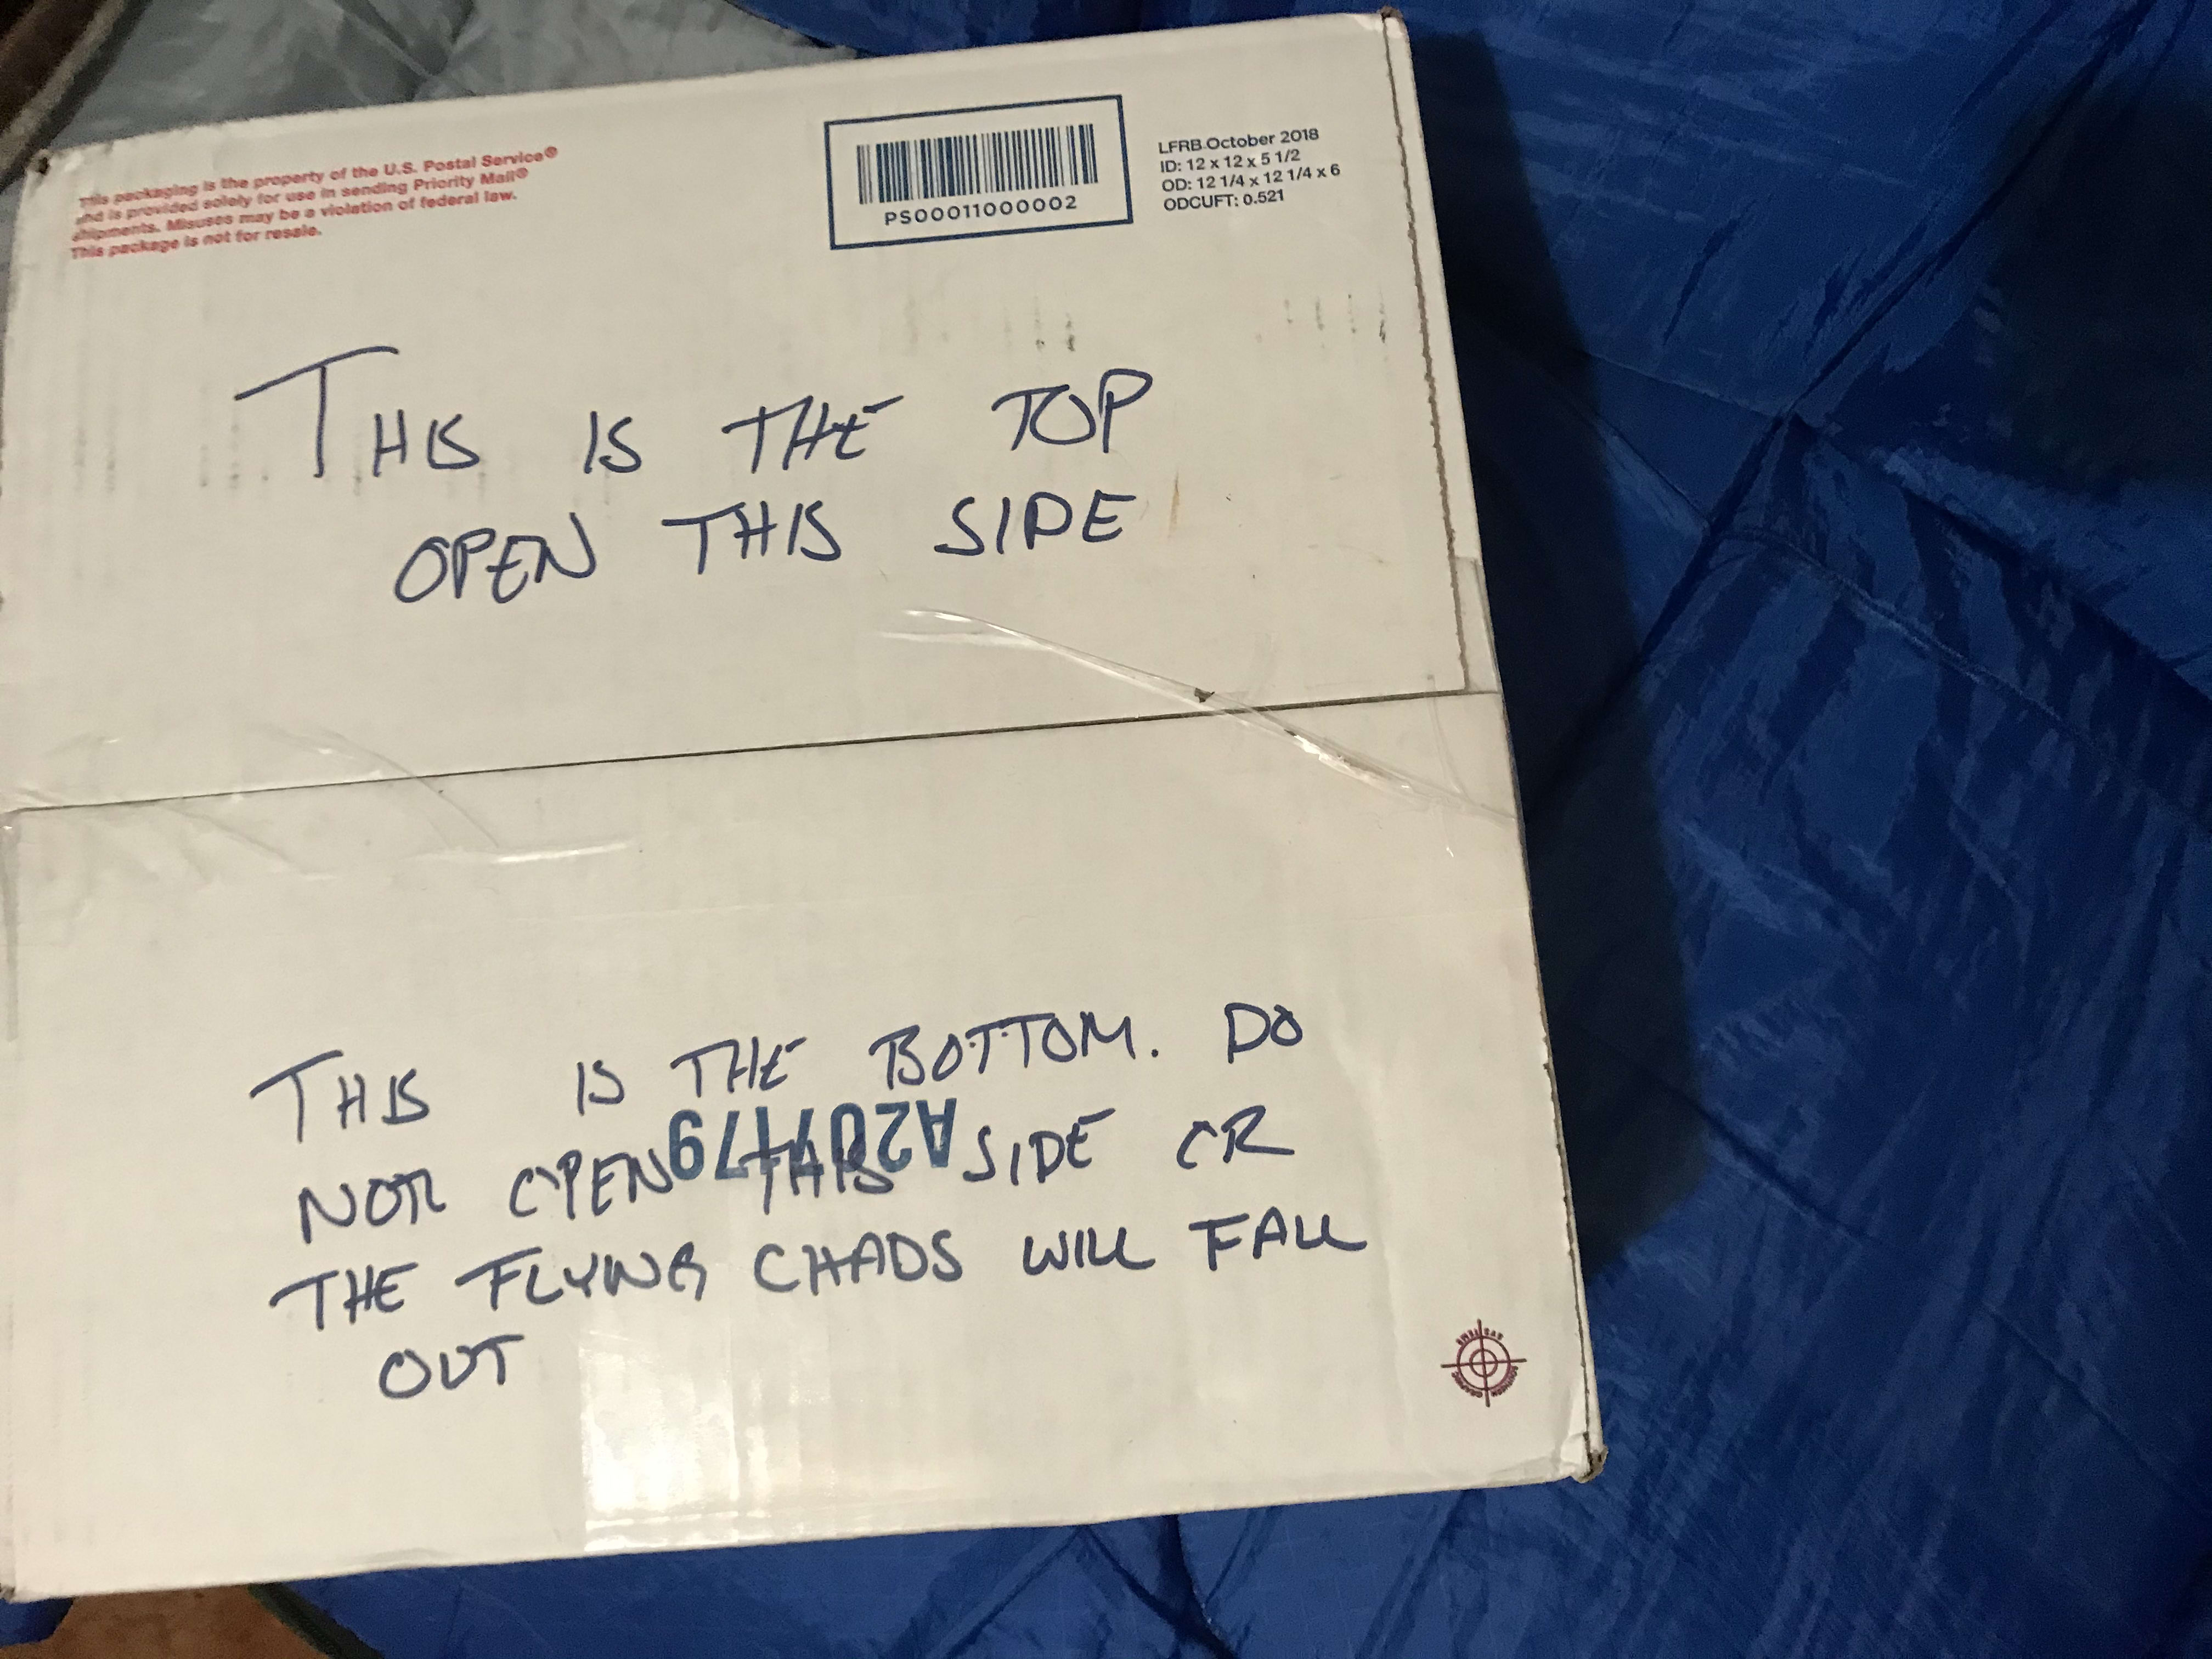 This packaging is the property of the U.S. Postal Service®
and is provided solely for use in sending Priority Mail®
shipments. Misuses may be a violation of federal law.
This package is not for resale.
PS00011000002
LFRB October 2018
ID: 12 x 12 x 5 1/2
OD: 12 1/4 x 12 1/4 x 6
ODCUFT: 0.521
THIS IS THE TOP
OPEN THIS SIDE
THIS IS THE BOTTOM. DO
NOT OPEN THIS SIDE OR
THE FLYING CHADS WILL FALL
OUT